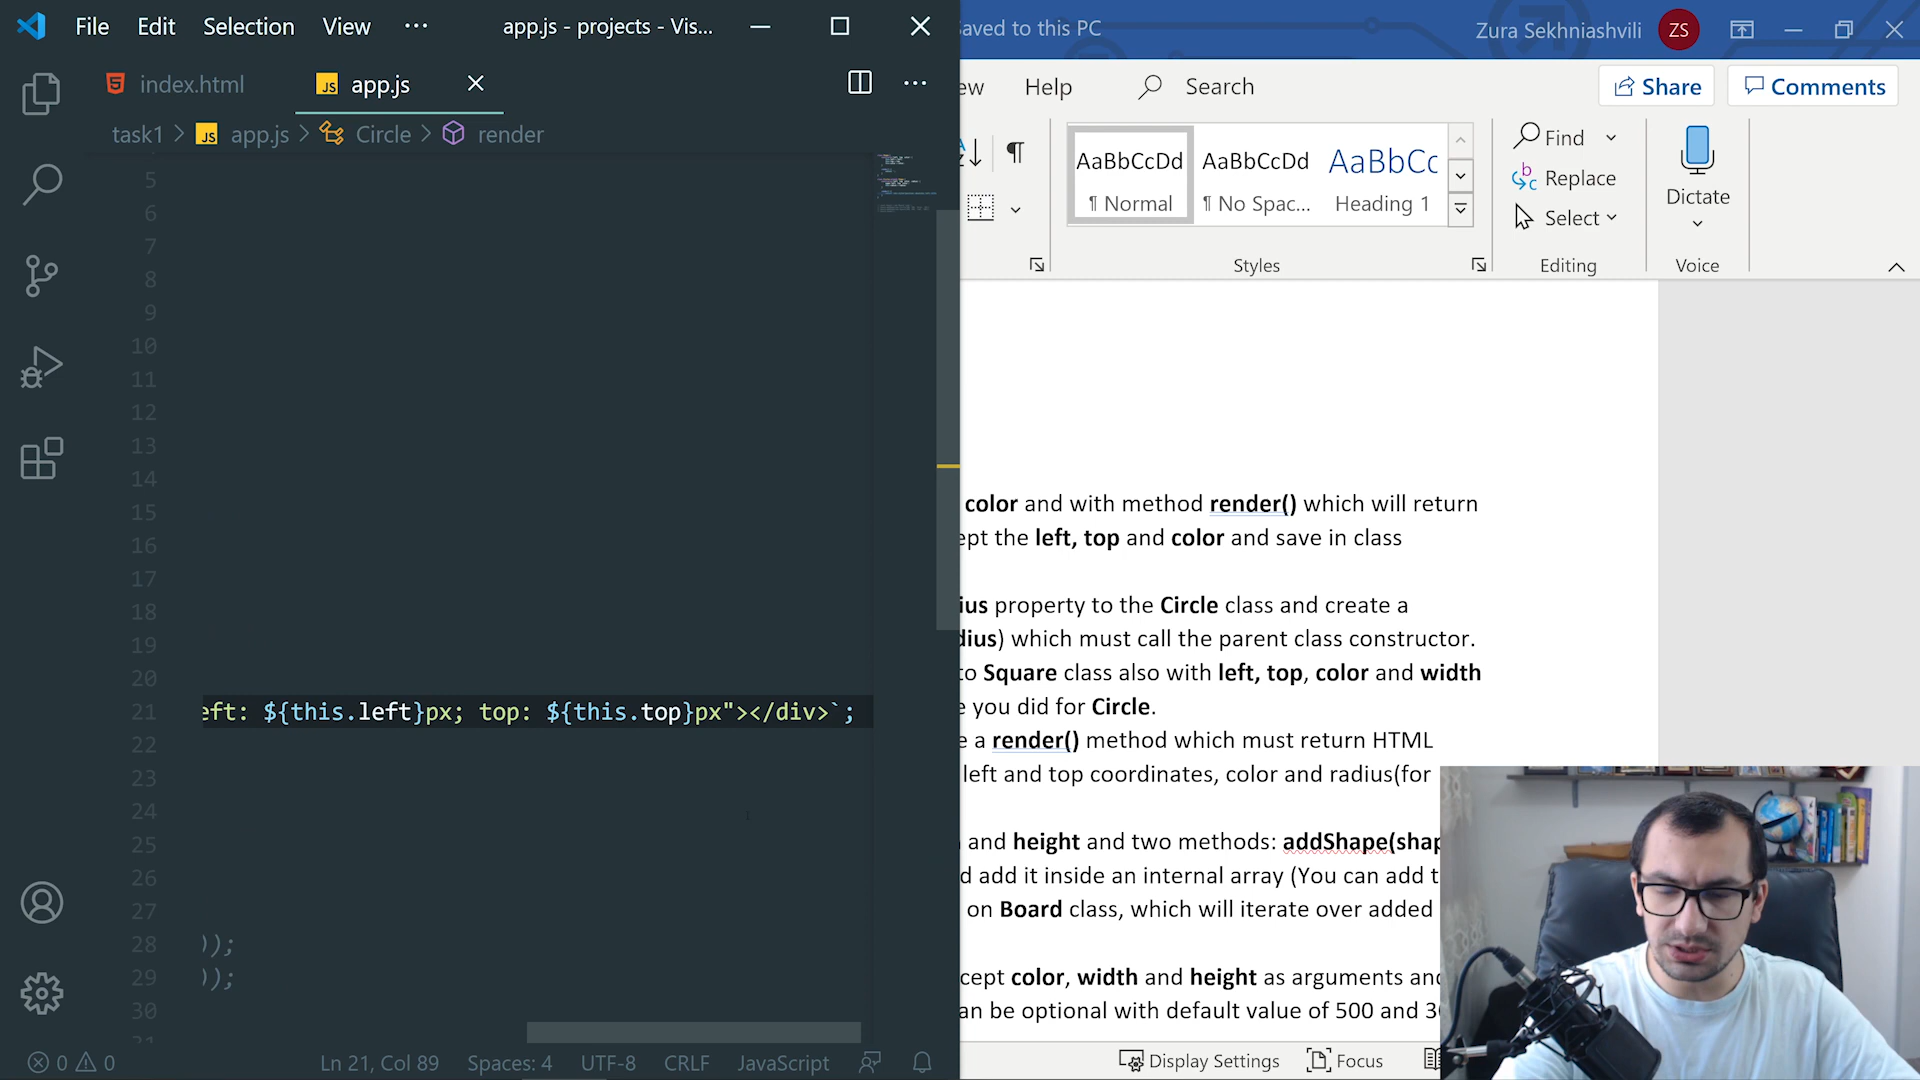 File Edit Selection View ··· app.js - projects - Vis...
index.html JS app.js
task1 > JS app.js > Circle > render
5
6
7
8
9
10
11
12
13
14
15
16
17
18
19
20
21 eft: ${this.left}px; top: ${this.top}px"></div>`;
22
23
24
25
26
27
28 ));
29 ));
30
31
0 0 Ln 21, Col 89 Spaces: 4 UTF-8 CRLF JavaScript
Saved to this PC Zura Sekhniashvili ZS
ew Help Search Share Comments
AaBbCcDd AaBbCcDd AaBbCc
¶ Normal ¶ No Spac... Heading 1
Styles
Find
Replace
Select
Editing
Dictate
Voice
color and with method render() which will return
ept the left, top and color and save in class
ius property to the Circle class and create a
dius) which must call the parent class constructor.
to Square class also with left, top, color and width
e you did for Circle.
e a render() method which must return HTML
left and top coordinates, color and radius(for
and height and two methods: addShape(shap
d add it inside an internal array (You can add t
on Board class, which will iterate over added
cept color, width and height as arguments and
an be optional with default value of 500 and 30
Display Settings Focus